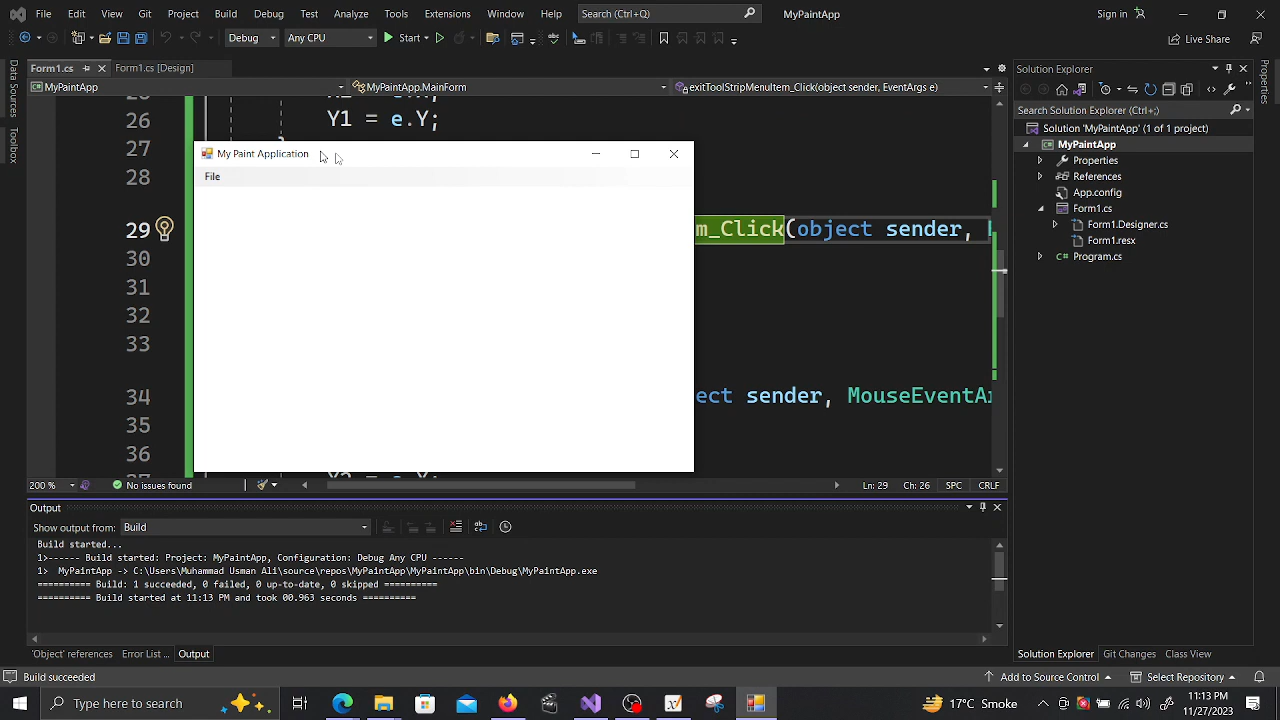 File Edit View Git Project Build Debug Test Analyze Tools Extensions Window Help Search (Ctrl+Q) MyPaintApp Sign in
Debug Any CPU Start Live Share
Data Sources
Toolbox
Form1.cs Form1.cs [Design]
MyPaintApp MyPaintApp.MainForm exitToolStripMenuItem_Click(object sender, EventArgs e)
26 Y1 = e.Y;
27
28
29 m_Click(object sender,
30
31
32
33
34 ect sender, MouseEventAr
35
36
My Paint Application
File
200 % No issues found Ln: 29 Ch: 26 SPC CRLF
Output
Show output from: Build
Build started...
1>------ Build started: Project: MyPaintApp, Configuration: Debug Any CPU ------
1> MyPaintApp -> C:\Users\Muhammad Usman Ali\source\repos\MyPaintApp\MyPaintApp\bin\Debug\MyPaintApp.exe
========== Build: 1 succeeded, 0 failed, 0 up-to-date, 0 skipped ==========
========== Build started at 11:13 PM and took 00.963 seconds ==========
'Object' references Error List ... Output
Solution Explorer
Search Solution Explorer (Ctrl+;)
Solution 'MyPaintApp' (1 of 1 project)
MyPaintApp
Properties
References
App.config
Form1.cs
Form1.Designer.cs
Form1.resx
Program.cs
Solution Explorer Git Changes Class View
Properties
Build succeeded Add to Source Control Select Repository
Type here to search 17°C Smoke 11:13 PM
11/27/2023